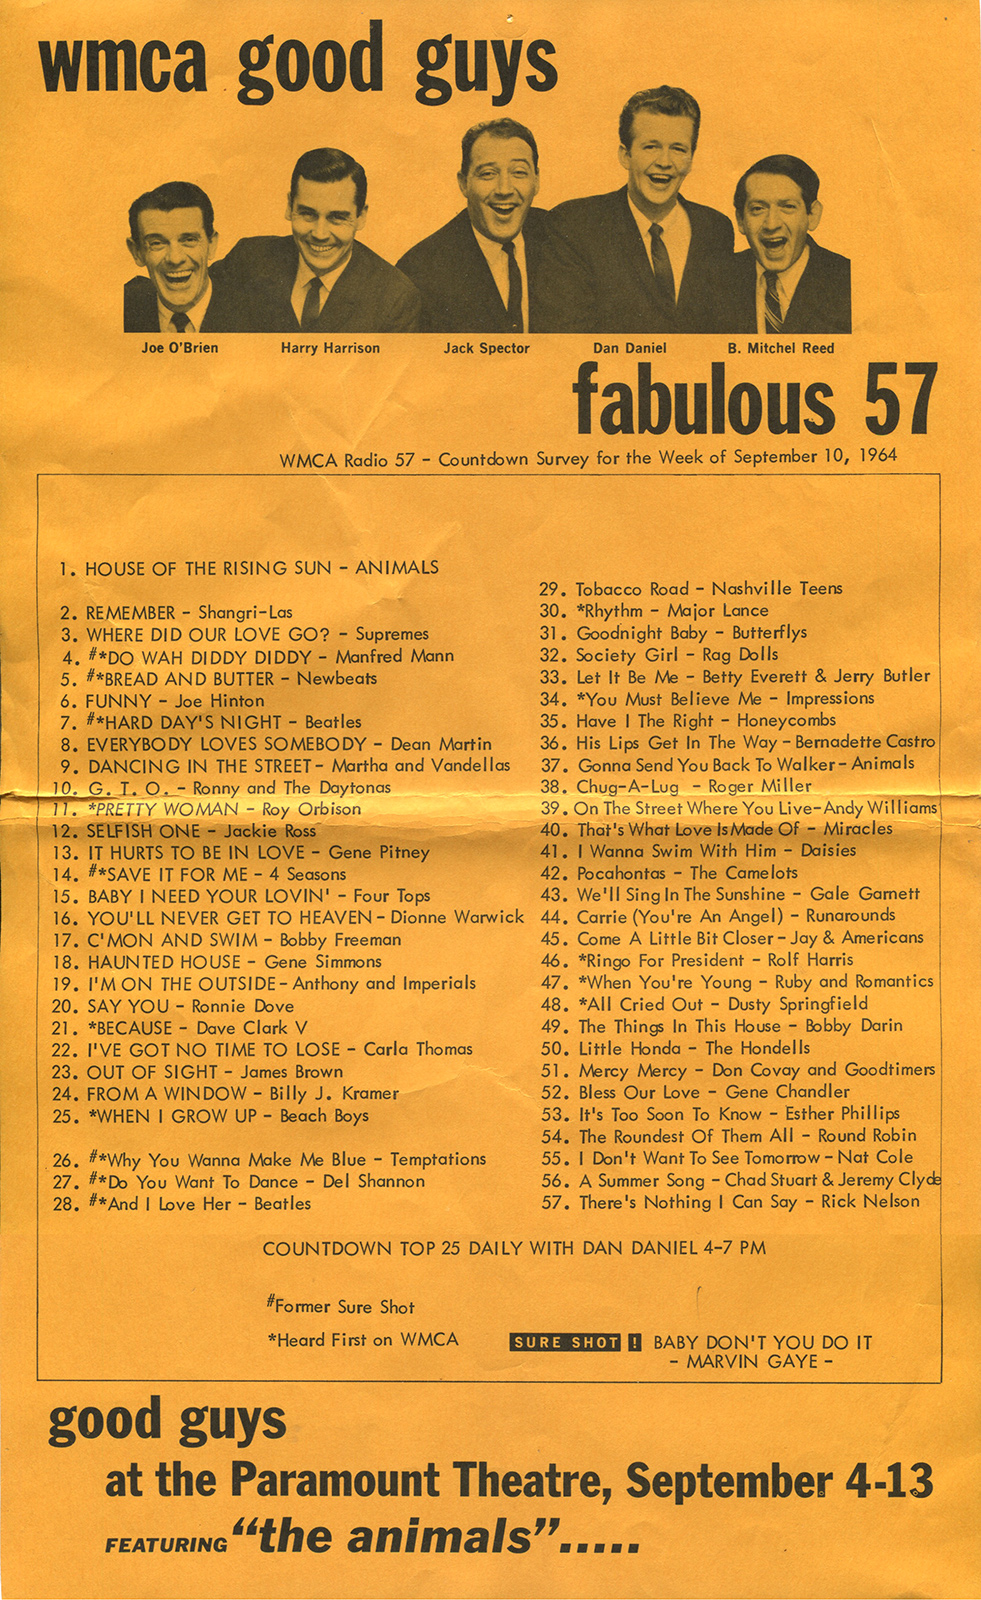 wmca good guys
Joe O'Brien
Harry Harrison
Jack Spector
Dan Daniel
B. Mitchel Reed
fabulous 57
WMCA Radio 57 - Countdown Survey for the Week of September 10, 1964
1. HOUSE OF THE RISING SUN - ANIMALS
2. REMEMBER - Shangri-Las
3. WHERE DID OUR LOVE GO? - Supremes
4. #*DO WAH DIDDY DIDDY - Manfred Mann
5. #*BREAD AND BUTTER - Newbeats
6. FUNNY - Joe Hinton
7. #*HARD DAY'S NIGHT - Beatles
8. EVERYBODY LOVES SOMEBODY - Dean Martin
9. DANCING IN THE STREET - Martha and Vandellas
10. G. T. O. - Ronny and The Daytonas
11. *PRETTY WOMAN - Roy Orbison
12. SELFISH ONE - Jackie Ross
13. IT HURTS TO BE IN LOVE - Gene Pitney
14. #*SAVE IT FOR ME - 4 Seasons
15. BABY I NEED YOUR LOVIN' - Four Tops
16. YOU'LL NEVER GET TO HEAVEN - Dionne Warwick
17. C'MON AND SWIM - Bobby Freeman
18. HAUNTED HOUSE - Gene Simmons
19. I'M ON THE OUTSIDE - Anthony and Imperials
20. SAY YOU - Ronnie Dove
21. *BECAUSE - Dave Clark V
22. I'VE GOT NO TIME TO LOSE - Carla Thomas
23. OUT OF SIGHT - James Brown
24. FROM A WINDOW - Billy J. Kramer
25. *WHEN I GROW UP - Beach Boys
26. #*Why You Wanna Make Me Blue - Temptations
27. #*Do You Want To Dance - Del Shannon
28. #*And I Love Her - Beatles
29. Tobacco Road - Nashville Teens
30. *Rhythm - Major Lance
31. Goodnight Baby - Butterflys
32. Society Girl - Rag Dolls
33. Let It Be Me - Betty Everett & Jerry Butler
34. *You Must Believe Me - Impressions
35. Have I The Right - Honeycombs
36. His Lips Get In The Way - Bernadette Castro
37. Gonna Send You Back To Walker - Animals
38. Chug-A-Lug - Roger Miller
39. On The Street Where You Live - Andy Williams
40. That's What Love Is Made Of - Miracles
41. I Wanna Swim With Him - Daisies
42. Pocahontas - The Camelots
43. We'll Sing In The Sunshine - Gale Garnett
44. Carrie (You're An Angel) - Runarounds
45. Come A Little Bit Closer - Jay & Americans
46. *Ringo For President - Rolf Harris
47. *When You're Young - Ruby and Romantics
48. *All Cried Out - Dusty Springfield
49. The Things In This House - Bobby Darin
50. Little Honda - The Hondells
51. Mercy Mercy - Don Covay and Goodtimers
52. Bless Our Love - Gene Chandler
53. It's Too Soon To Know - Esther Phillips
54. The Roundest Of Them All - Round Robin
55. I Don't Want To See Tomorrow - Nat Cole
56. A Summer Song - Chad Stuart & Jeremy Clyde
57. There's Nothing I Can Say - Rick Nelson
COUNTDOWN TOP 25 DAILY WITH DAN DANIEL 4-7 PM
#Former Sure Shot
*Heard First on WMCA
SURE SHOT ! BABY DON'T YOU DO IT
- MARVIN GAYE -
good guys
at the Paramount Theatre, September 4-13
FEATURING "the animals".....